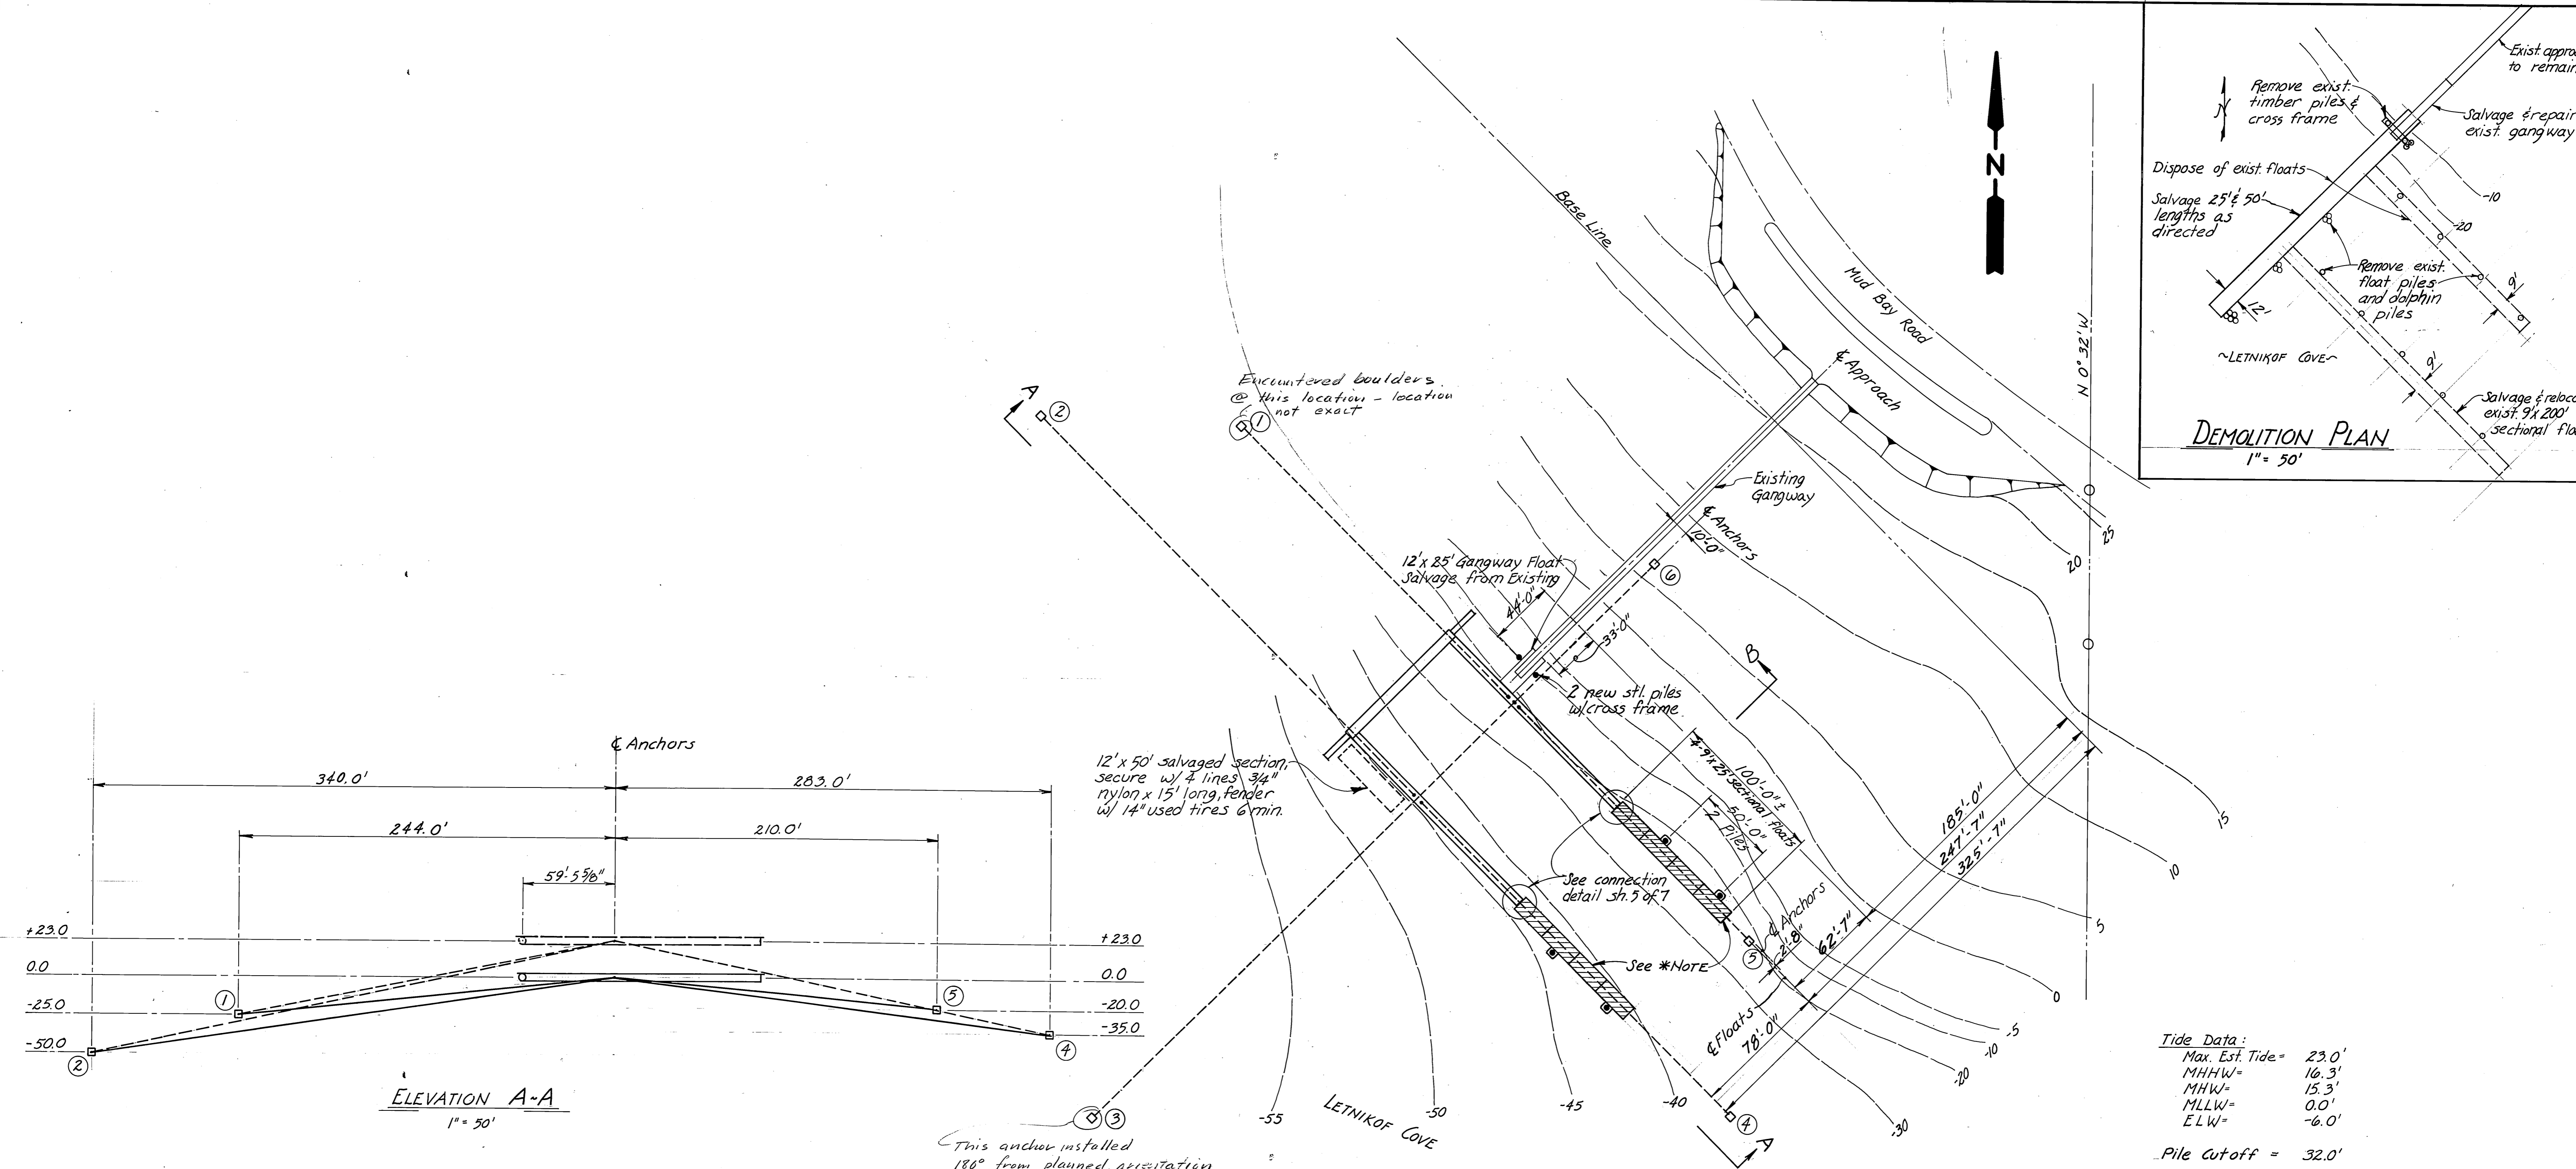 Exist. appro
to remain
Remove exist.
timber piles &
cross frame
N
Salvage & repair
exist. gangway
Dispose of exist. floats
Salvage 25' & 50'
lengths as
directed
-10
-20
Remove exist.
float piles
and dolphin
piles
9'
12'
~LETNIKOF COVE~
9'
Salvage & reloca
exist. 9'x 200'
sectional flo
DEMOLITION PLAN
1" = 50'
N
Base Line
Mud Bay Road
N 0° 32' W
℄ Approach
Encountered boulders
@ this location - location
not exact
A
2
1
Existing
Gangway
℄ Anchors
10'-0"
25
20
12' x 25' Gangway Float
Salvage from Existing
44'-0"
6
33'-0"
B
2 new stl. piles
w/cross frame
12' x 50' salvaged section,
secure w/ 4 lines 3/4"
nylon x 15' long, fender
w/ 14" used tires 6 min.
4-9'x25' sectional floats
100'-0" ±
50'-0"
2 Piles
185'-0"
247'-7"
325'-7"
15
10
5
0
-5
-10
-20
-30
See connection
detail sh. 5 of 7
℄ Anchors
2'-8"
62'-7"
5
See *NOTE
℄ Floats
78'-0"
℄ Anchors
340.0'
283.0'
244.0'
210.0'
59'-5 5/8"
+23.0
+23.0
0.0
0.0
1
5
-25.0
-20.0
-35.0
-50.0
2
4
ELEVATION A~A
1" = 50'
3
This anchor installed
180° from planned orientation
-55
LETNIKOF COVE
-50
-45
-40
4
A
Tide Data:
Max. Est. Tide = 23.0'
MHHW= 16.3'
MHW= 15.3'
MLLW= 0.0'
ELW= -6.0'
Pile Cutoff = 32.0'